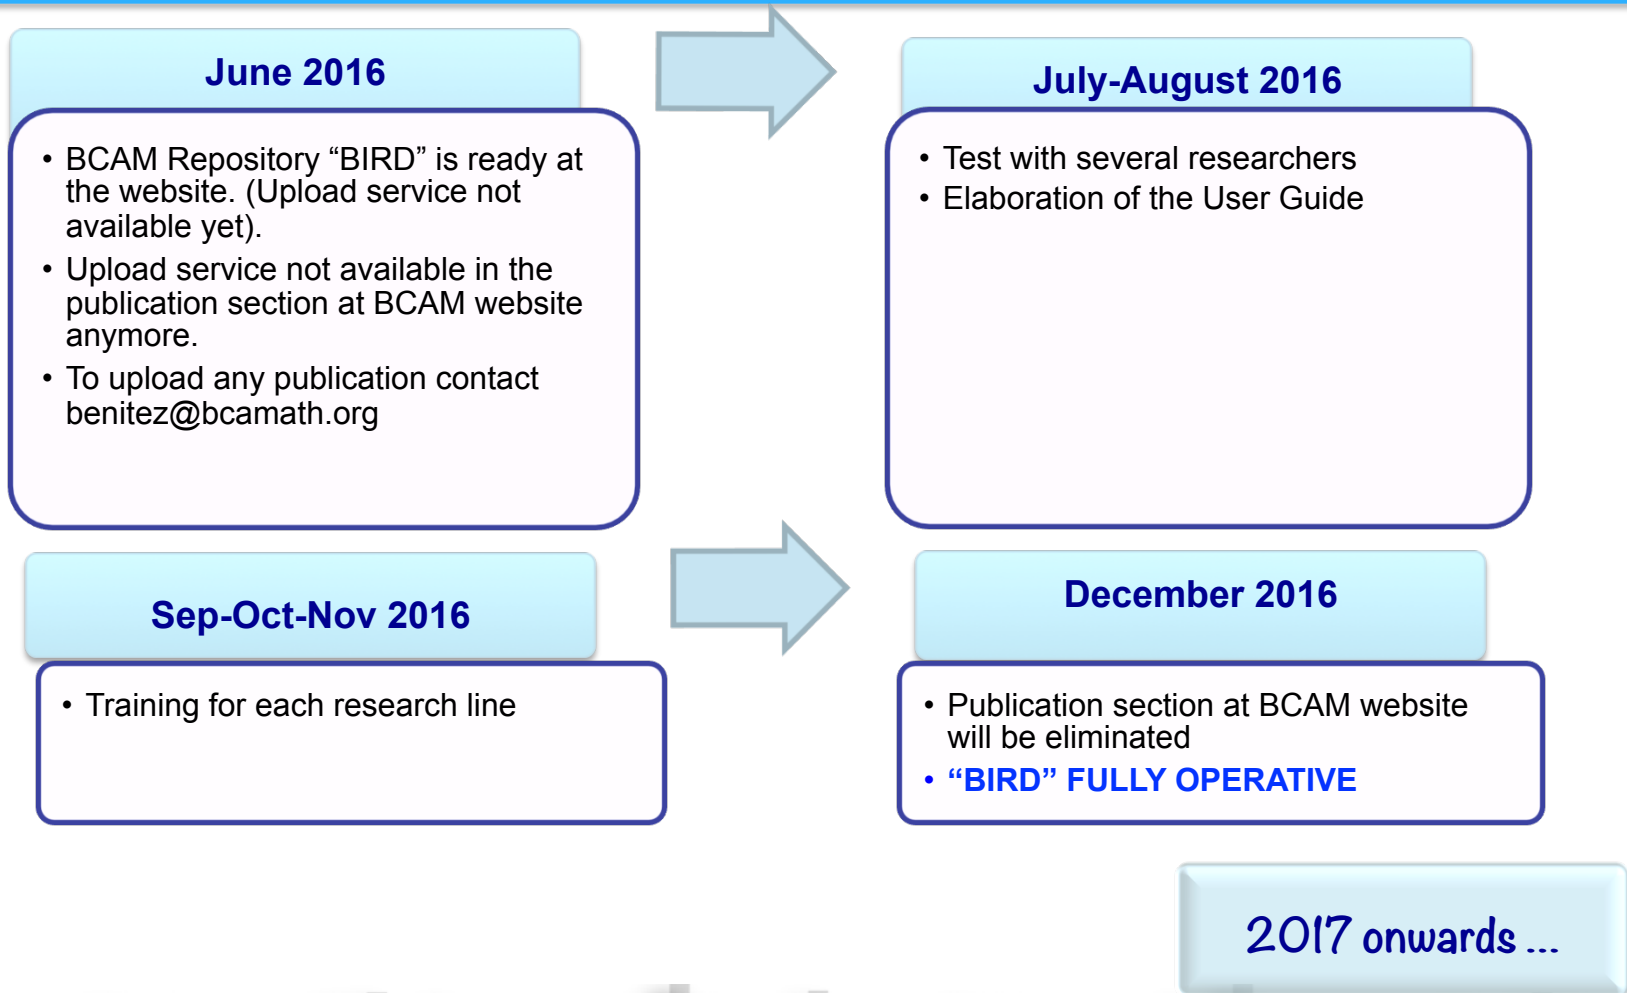 June 2016
• BCAM Repository “BIRD” is ready at
the website. (Upload service not
available yet).
• Upload service not available in the
publication section at BCAM website
anymore.
• To upload any publication contact
benitez@bcamath.org
July-August 2016
• Test with several researchers
• Elaboration of the User Guide
Sep-Oct-Nov 2016
• Training for each research line
December 2016
• Publication section at BCAM website
will be eliminated
• “BIRD” FULLY OPERATIVE
2017 onwards ...